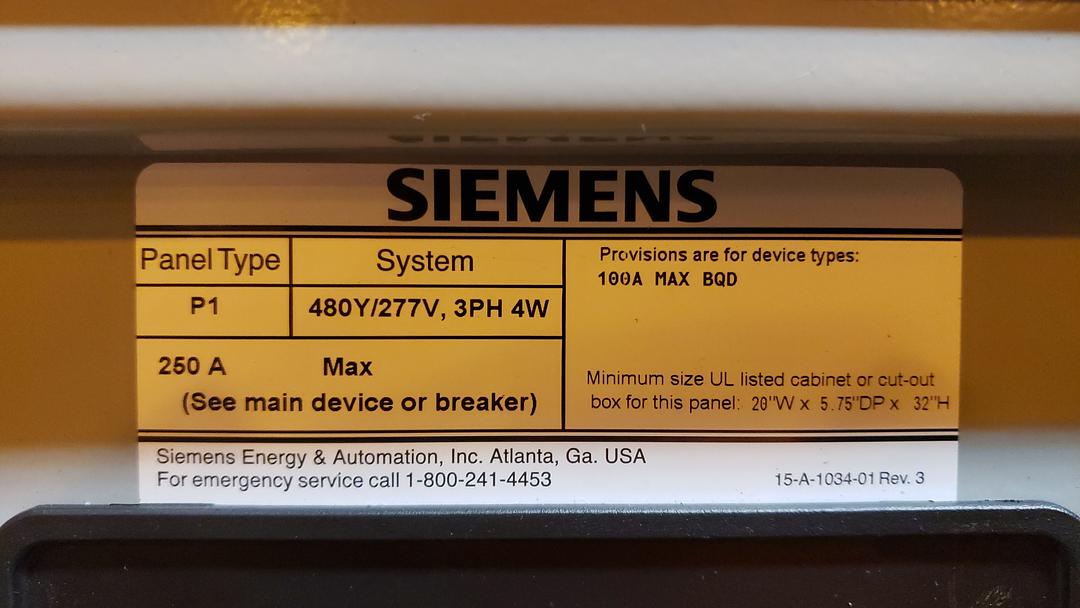 SIEMENS
Panel Type
System
P1
480Y/277V, 3PH 4W
250 A Max
(See main device or breaker)
Provisions are for device types:
100A MAX BQD
Minimum size UL listed cabinet or cut-out
box for this panel: 20"W x 5.75"DP x 32"H
Siemens Energy & Automation, Inc. Atlanta, Ga. USA
For emergency service call 1-800-241-4453
15-A-1034-01 Rev. 3